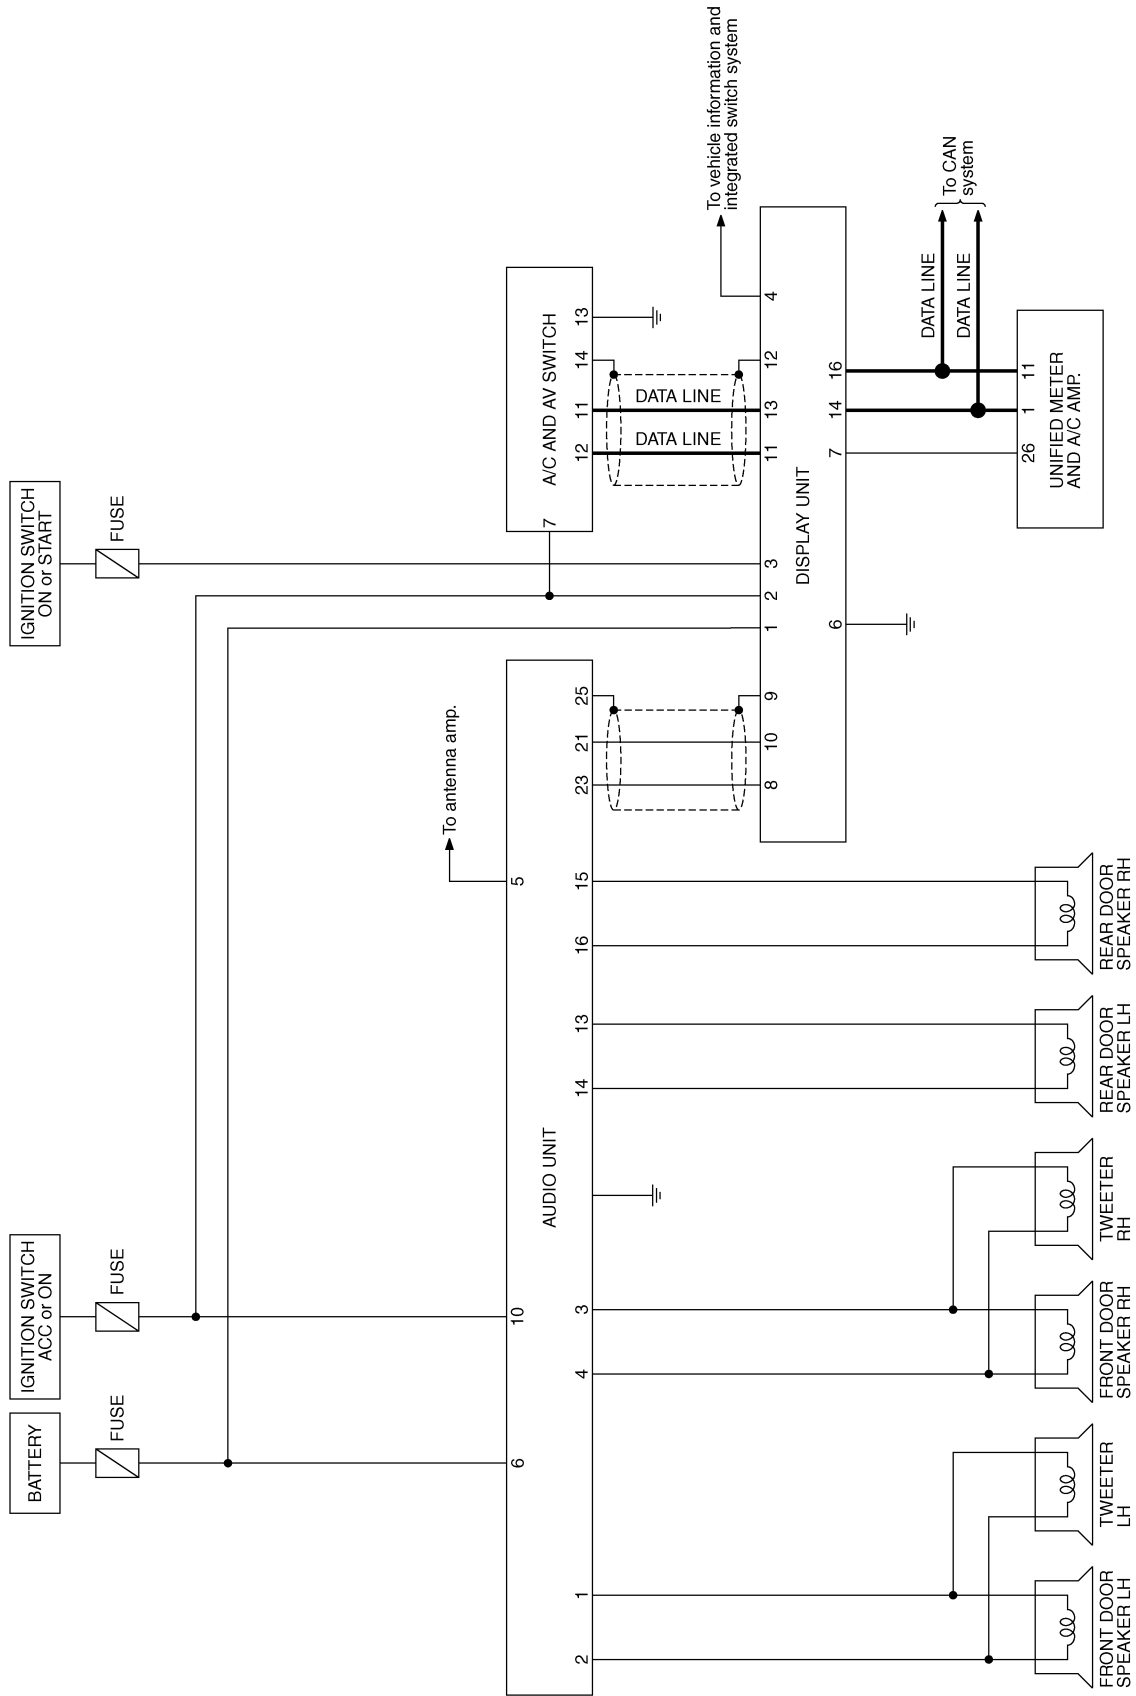 BATTERY
FUSE
IGNITION SWITCH
ACC or ON
FUSE
IGNITION SWITCH
ON or START
FUSE
6
10
5
To antenna amp.
AUDIO UNIT
2
1
4
3
14
13
16
15
23
21
25
7
A/C AND AV SWITCH
12
11
14
13
DATA LINE
DATA LINE
To vehicle information and
integrated switch system
8
10
9
1
2
3
11
13
12
4
DISPLAY UNIT
6
7
14
16
DATA LINE
DATA LINE
To CAN
system
26
1
11
UNIFIED METER
AND A/C AMP.
FRONT DOOR
SPEAKER LH
TWEETER
LH
FRONT DOOR
SPEAKER RH
TWEETER
RH
REAR DOOR
SPEAKER LH
REAR DOOR
SPEAKER RH